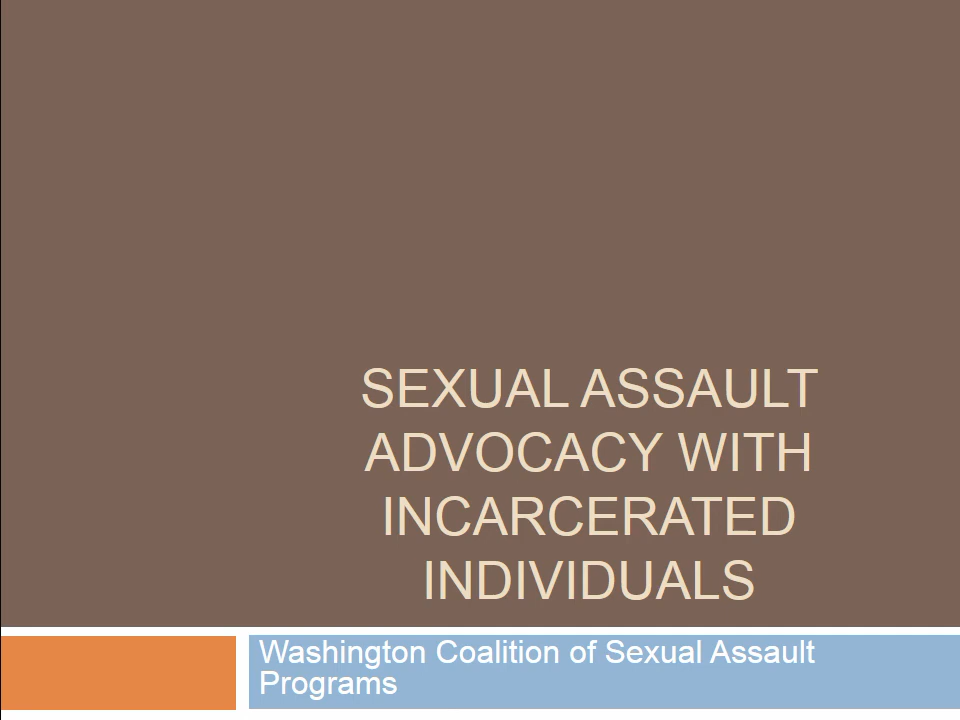 SEXUAL ASSAULT
ADVOCACY WITH
INCARCERATED
INDIVIDUALS
Washington Coalition of Sexual Assault
Programs